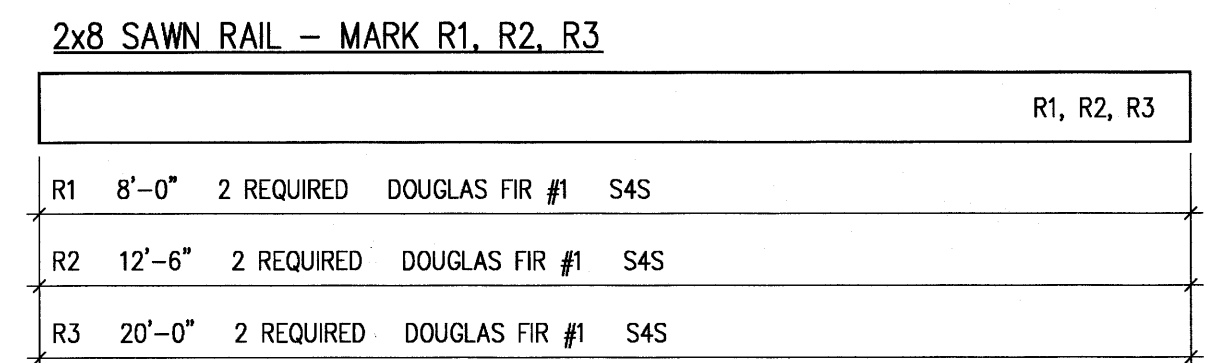 2x8 SAWN RAIL – MARK R1, R2, R3
R1, R2, R3
R1 8'–0" 2 REQUIRED DOUGLAS FIR #1 S4S
R2 12'–6" 2 REQUIRED DOUGLAS FIR #1 S4S
R3 20'–0" 2 REQUIRED DOUGLAS FIR #1 S4S